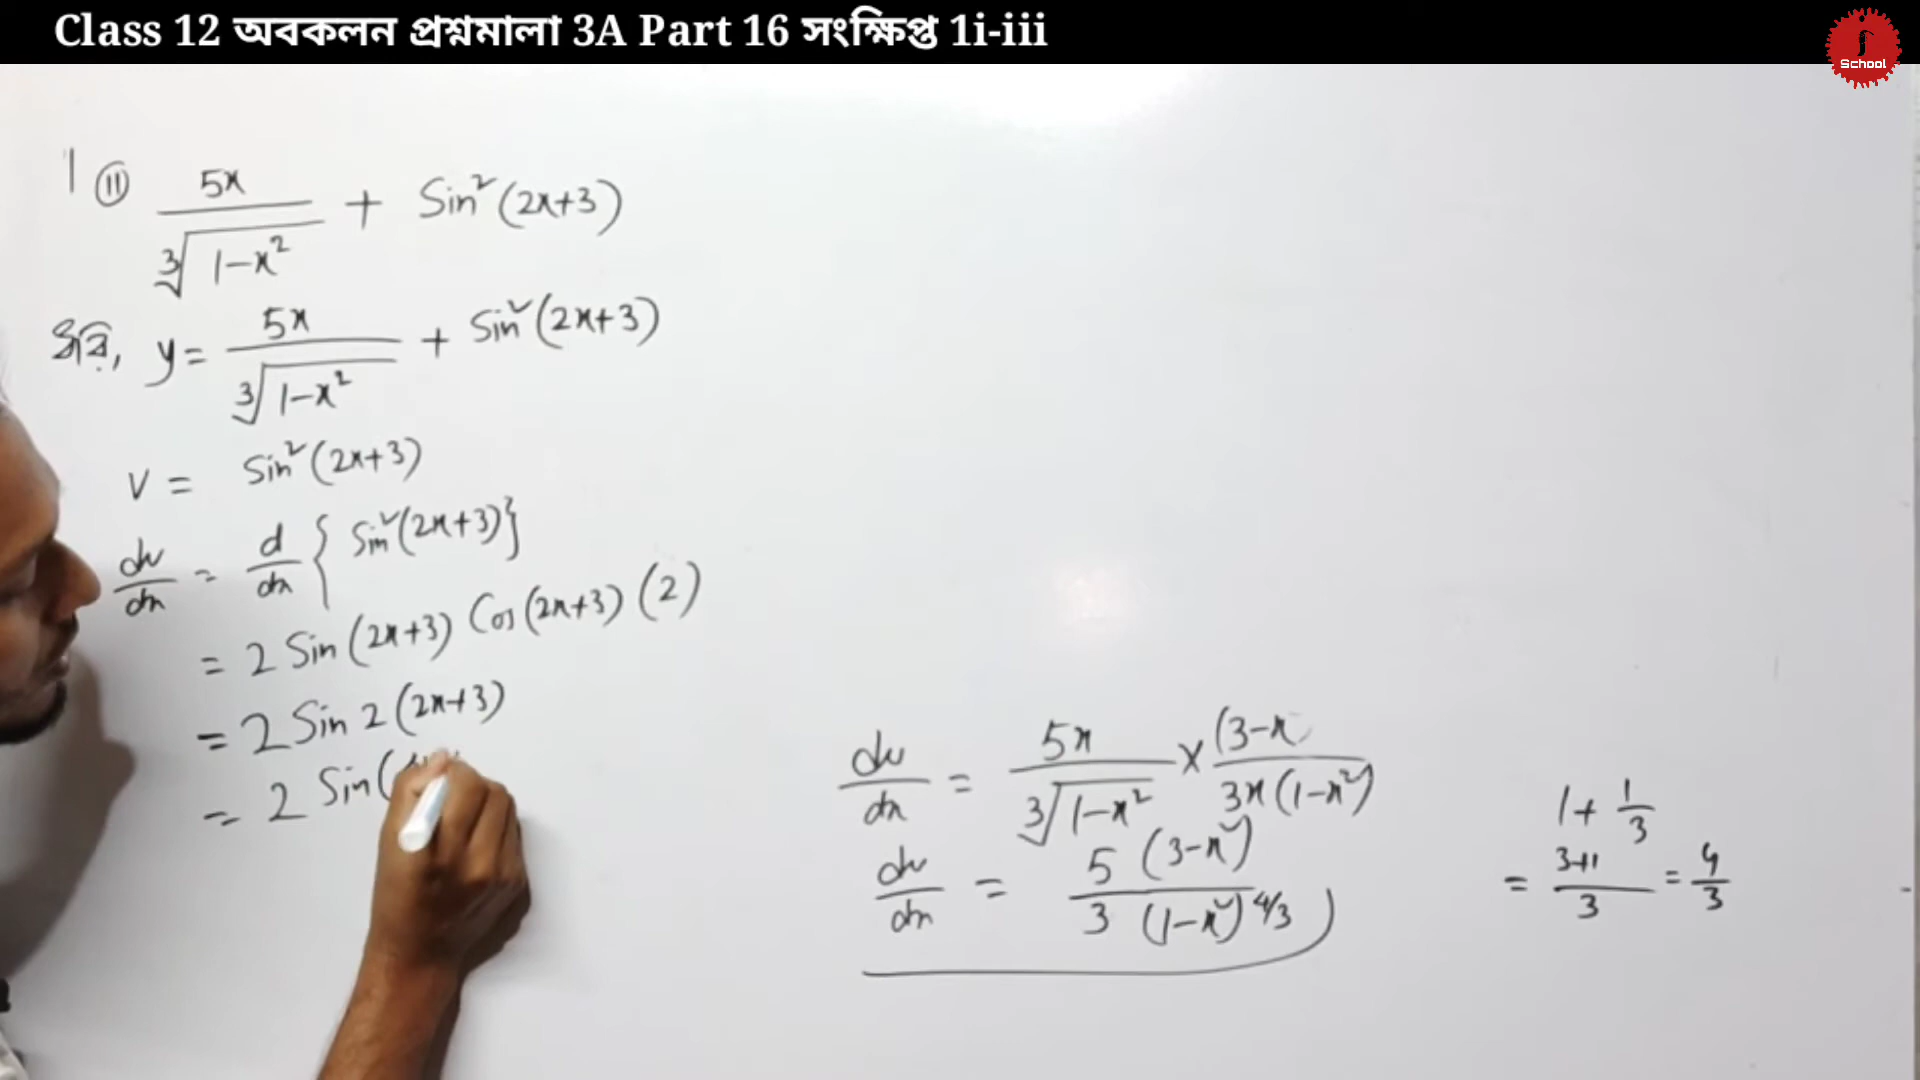 Class 12 অবকলন প্রশ্নমালা 3A Part 16 সংক্ষিপ্ত 1i-iii
∫ School
1 (ii) 5x / ∛(1-x²) + Sin²(2x+3)
ধরি, y = 5x / ∛(1-x²) + Sin²(2x+3)
v = Sin²(2x+3)
dv/dx = d/dx {Sin²(2x+3)}
= 2 Sin(2x+3) Cos(2x+3) (2)
= 2 Sin 2(2x+3)
= 2 Sin(
du/dx = 5x / ∛(1-x²) × (3-x / 3x(1-x²)
du/dx = 5 (3-x²) / 3 (1-x²)^4/3
1 + 1/3
= 3+1 / 3 = 4/3